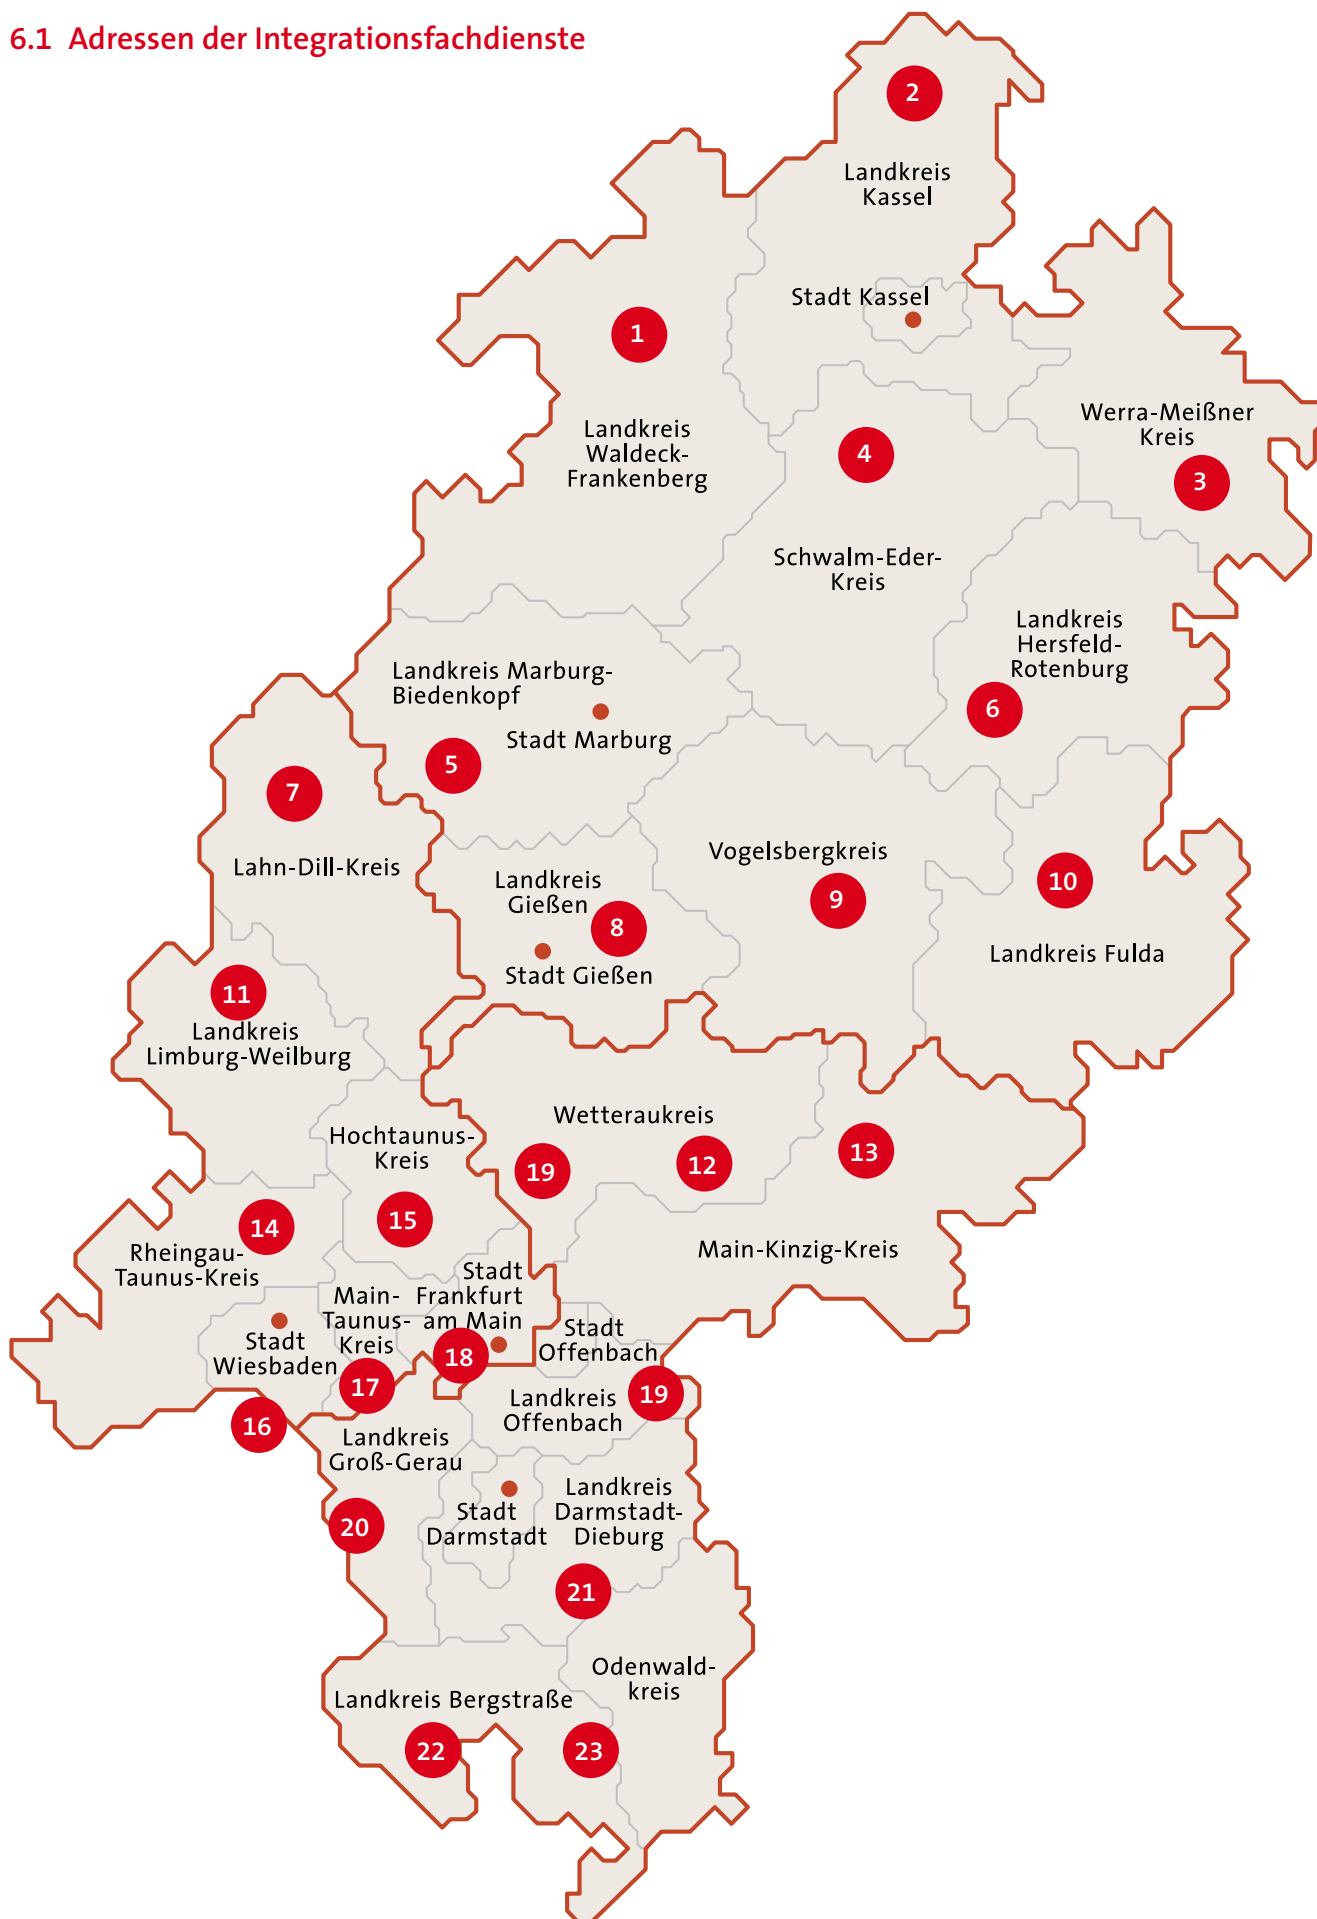 6.1 Adressen der Integrationsfachdienste
2
Landkreis
Kassel
Stadt Kassel
1
Landkreis
Waldeck-
Frankenberg
Werra-Meißner
Kreis
3
4
Schwalm-Eder-
Kreis
Landkreis
Hersfeld-
Rotenburg
6
Landkreis Marburg-
Biedenkopf
Stadt Marburg
5
7
Lahn-Dill-Kreis
Landkreis
Gießen
8
Stadt Gießen
Vogelsbergkreis
9
10
Landkreis Fulda
11
Landkreis
Limburg-Weilburg
Wetteraukreis
19
12
13
Hochtaunus-
Kreis
15
14
Rheingau-
Taunus-Kreis
Main-Kinzig-Kreis
Stadt
Frankfurt
am Main
18
Main-
Taunus-
Kreis
17
Stadt
Wiesbaden
16
Stadt
Offenbach
Landkreis
Offenbach
19
Landkreis
Groß-Gerau
20
Stadt
Darmstadt
Landkreis
Darmstadt-
Dieburg
21
Odenwald-
kreis
Landkreis Bergstraße
22
23